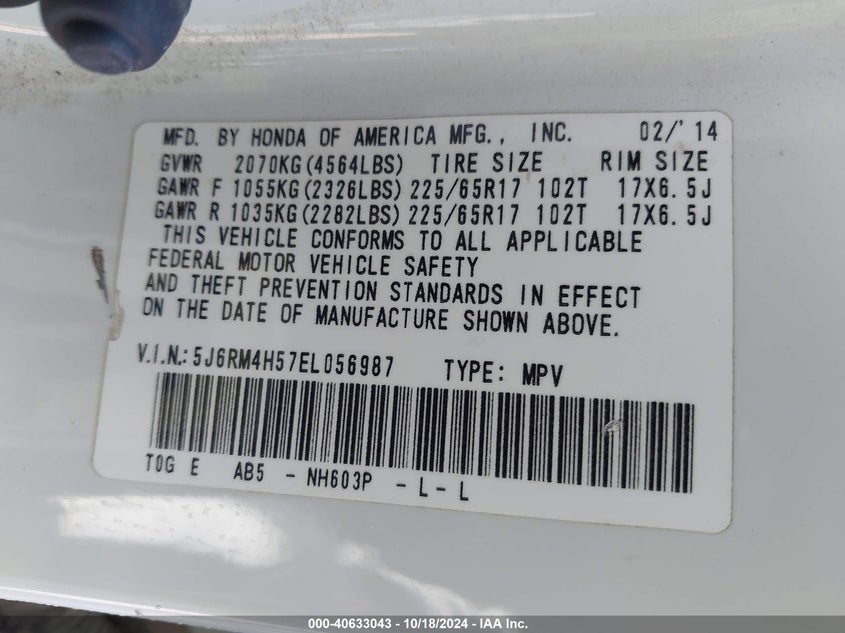 MFD. BY HONDA OF AMERICA MFG., INC. 02/'14
GVWR 2070KG(4564LBS) TIRE SIZE RIM SIZE
GAWR F 1055KG(2326LBS) 225/65R17 102T 17X6.5J
GAWR R 1035KG(2282LBS) 225/65R17 102T 17X6.5J
THIS VEHICLE CONFORMS TO ALL APPLICABLE
FEDERAL MOTOR VEHICLE SAFETY
AND THEFT PREVENTION STANDARDS IN EFFECT
ON THE DATE OF MANUFACTURE SHOWN ABOVE.
V.I.N.: 5J6RM4H57EL056987 TYPE: MPV
T0G E AB5 - NH603P - L - L
000-40633043 - 10/18/2024 - IAA Inc.